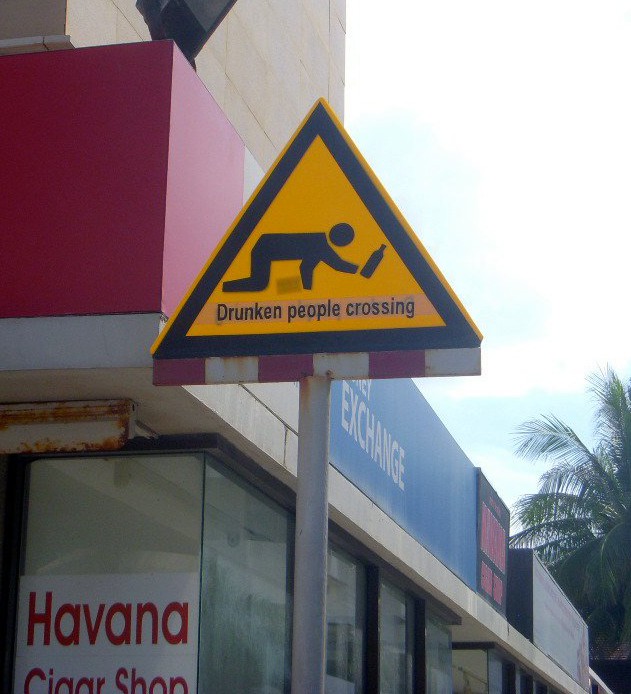 Drunken people crossing
EXCHANGE
Havana
Cigar Shop